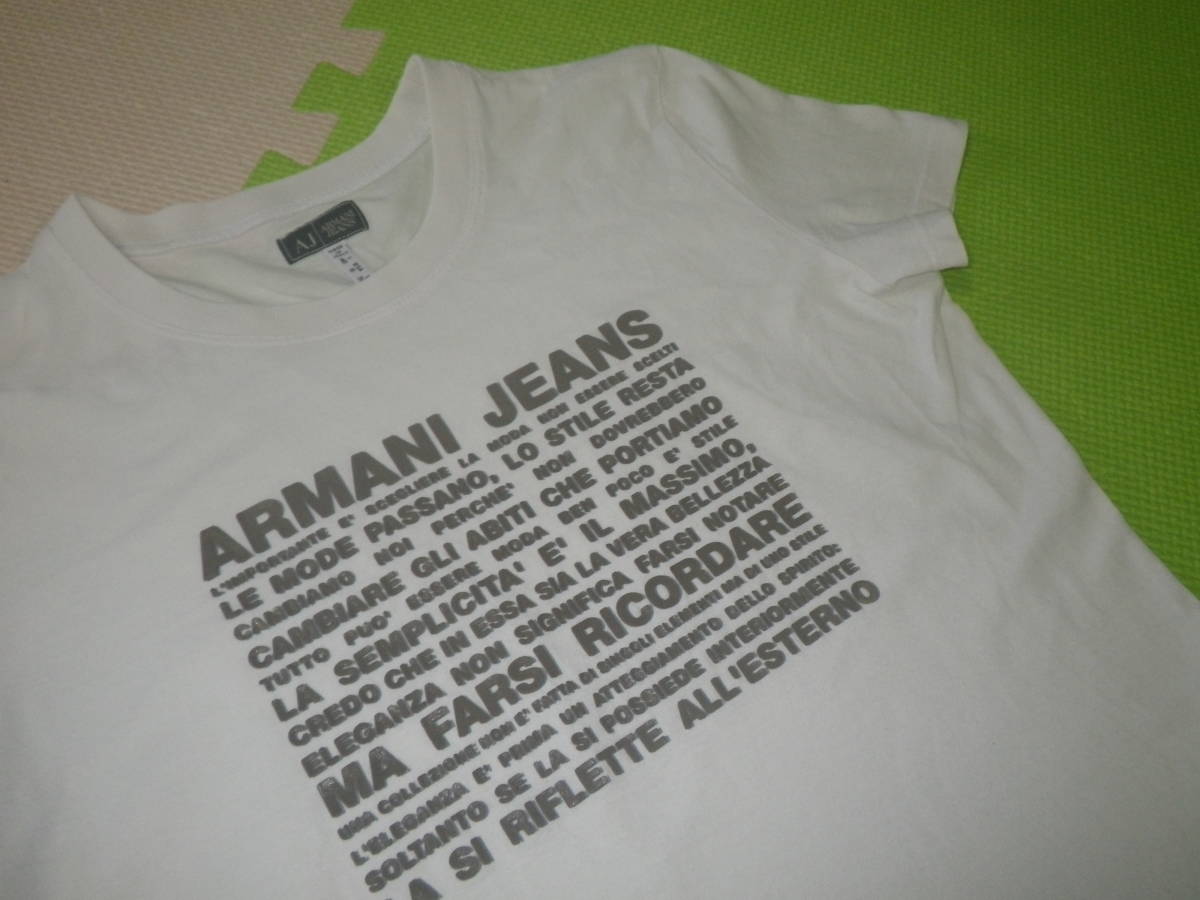 AJ ARMANI
JEANS
ARMANI JEANS
L'IMPORTANTE E' SCEGLIERE LA MODA NON ESSERE SCELTI
LE MODE PASSANO, LO STILE RESTA
CAMBIAMO NOI PERCHE' NON DOVREBBERO
CAMBIARE GLI ABITI CHE PORTIAMO
TUTTO PUO' ESSERE MODA BEN POCO E' STILE
LA SEMPLICITA' E' IL MASSIMO,
CREDO CHE IN ESSA SIA LA VERA BELLEZZA
ELEGANZA NON SIGNIFICA FARSI NOTARE
MA FARSI RICORDARE
UNA COLLEZIONE NON E' FATTA DI SINGOLI ELEMENTI MA DI UNO STILE
L'ELEGANZA E' PRIMA UN ATTEGGIAMENTO DELLO SPIRITO:
SOLTANTO SE LA SI POSSIEDE INTERIORMENTE
LA SI RIFLETTE ALL'ESTERNO